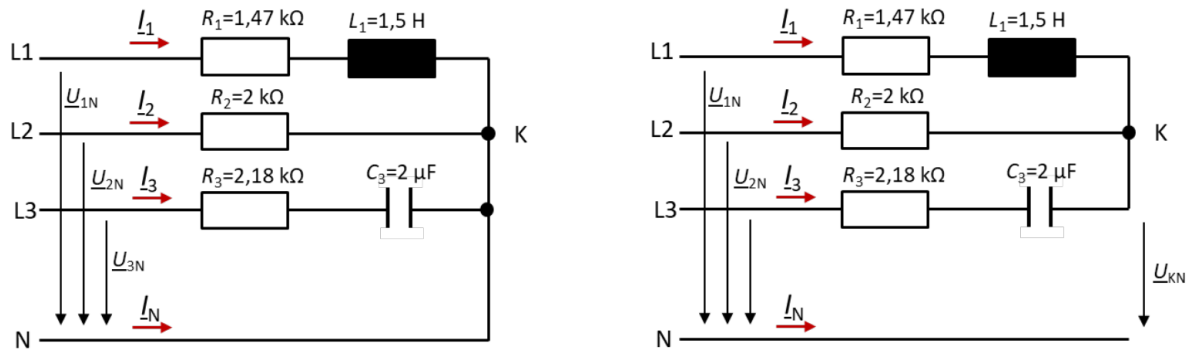 I1
R1=1,47 kΩ
L1=1,5 H
L1
U1N
I2
R2=2 kΩ
L2
K
U2N
I3
R3=2,18 kΩ
C3=2 µF
L3
U3N
IN
N
I1
R1=1,47 kΩ
L1=1,5 H
L1
U1N
I2
R2=2 kΩ
L2
K
U2N
I3
R3=2,18 kΩ
C3=2 µF
L3
UKN
IN
N